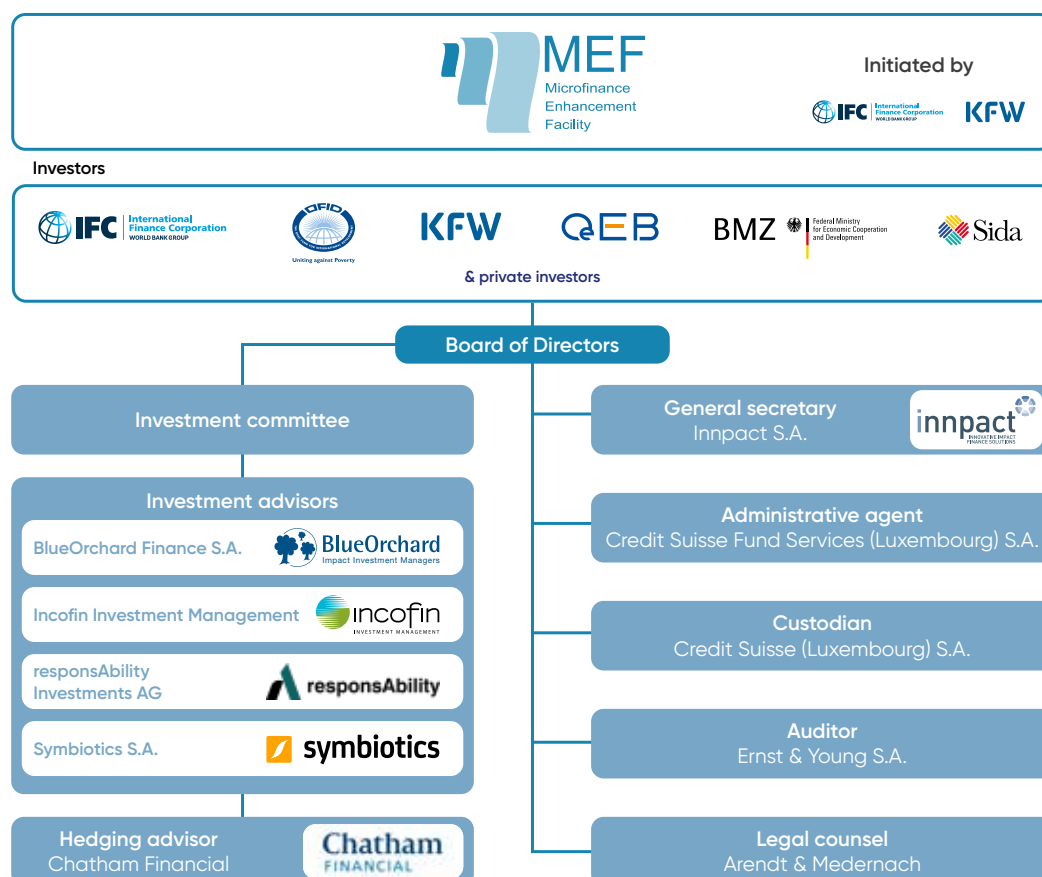 MEF
Microfinance
Enhancement
Facility
Initiated by
IFC International
Finance Corporation
WORLD BANK GROUP
KFW
Investors
IFC International
Finance Corporation
WORLD BANK GROUP
OFID
Uniting against Poverty
KFW
OeEB
BMZ
Federal Ministry
for Economic Cooperation
and Development
Sida
& private investors
Board of Directors
Investment committee
Investment advisors
BlueOrchard Finance S.A.
BlueOrchard
Impact Investment Managers
Incofin Investment Management
incofin
INVESTMENT MANAGEMENT
responsAbility
Investments AG
responsAbility
Symbiotics S.A.
symbiotics
Hedging advisor
Chatham Financial
Chatham
FINANCIAL
General secretary
Innpact S.A.
innpact
INNOVATIVE IMPACT
FINANCE SOLUTIONS
Administrative agent
Credit Suisse Fund Services (Luxembourg) S.A.
Custodian
Credit Suisse (Luxembourg) S.A.
Auditor
Ernst & Young S.A.
Legal counsel
Arendt & Medernach